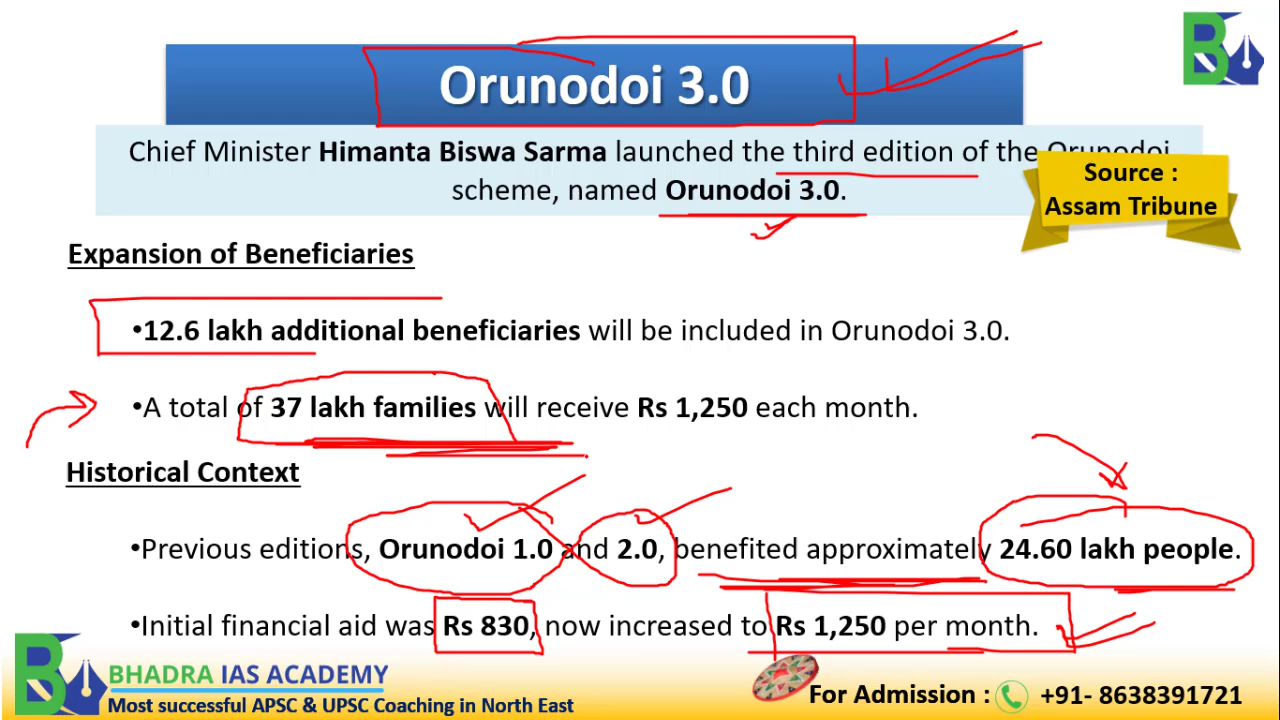 Orunodoi 3.0
Chief Minister Himanta Biswa Sarma launched the third edition of the Orunodoi
scheme, named Orunodoi 3.0.
Source :
Assam Tribune
Expansion of Beneficiaries
•12.6 lakh additional beneficiaries will be included in Orunodoi 3.0.
•A total of 37 lakh families will receive Rs 1,250 each month.
Historical Context
•Previous editions, Orunodoi 1.0 and 2.0, benefited approximately 24.60 lakh people.
•Initial financial aid was Rs 830, now increased to Rs 1,250 per month.
BHADRA IAS ACADEMY
Most successful APSC & UPSC Coaching in North East
For Admission : +91- 8638391721